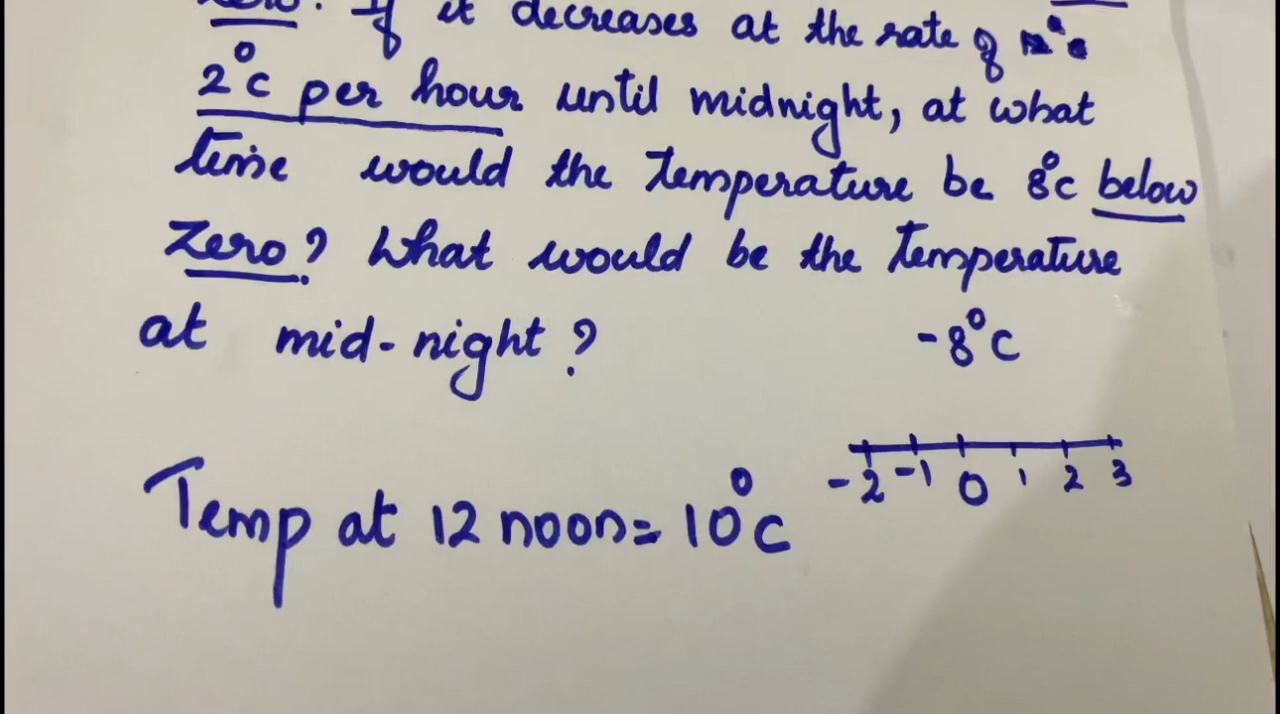 zero. If it decreases at the rate of
2°c per hour until midnight, at what
time would the temperature be 8°c below
zero? What would be the temperature
at mid-night?
-8°c
-2 -1 0 1 2 3
Temp at 12 noon = 10°c